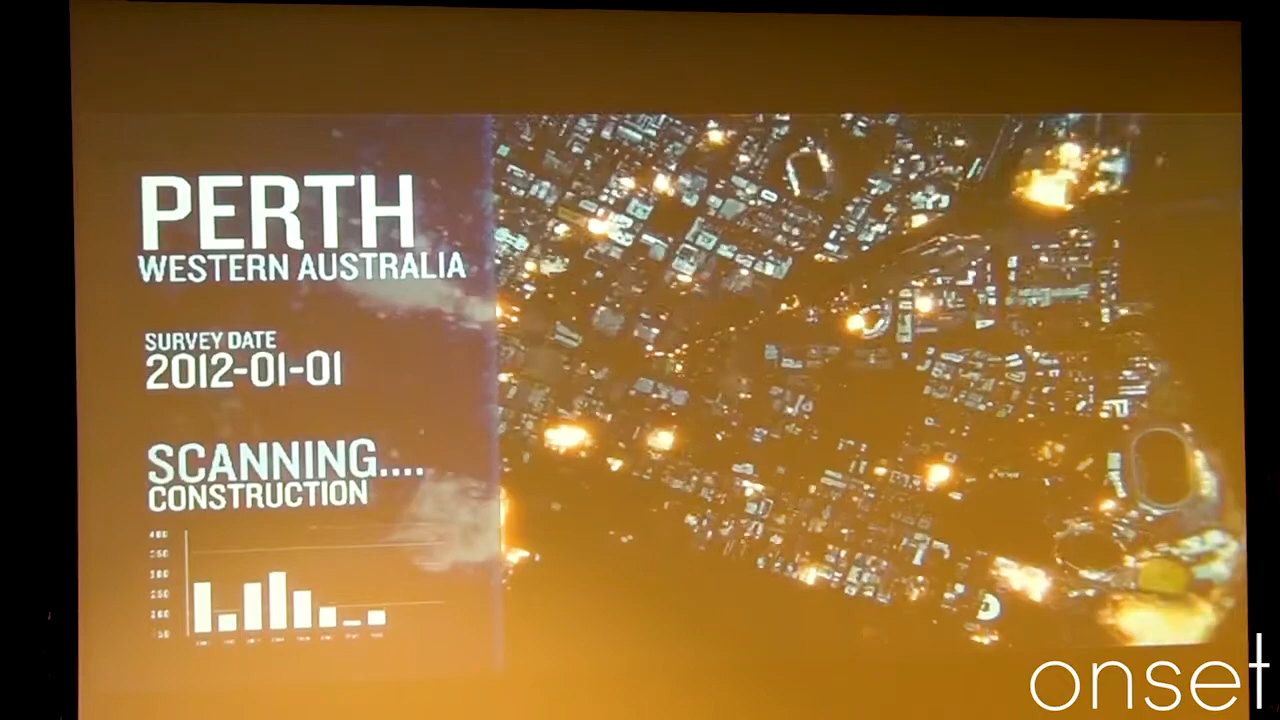 PERTH
WESTERN AUSTRALIA
SURVEY DATE
2012-01-01
SCANNING....
CONSTRUCTION
onset